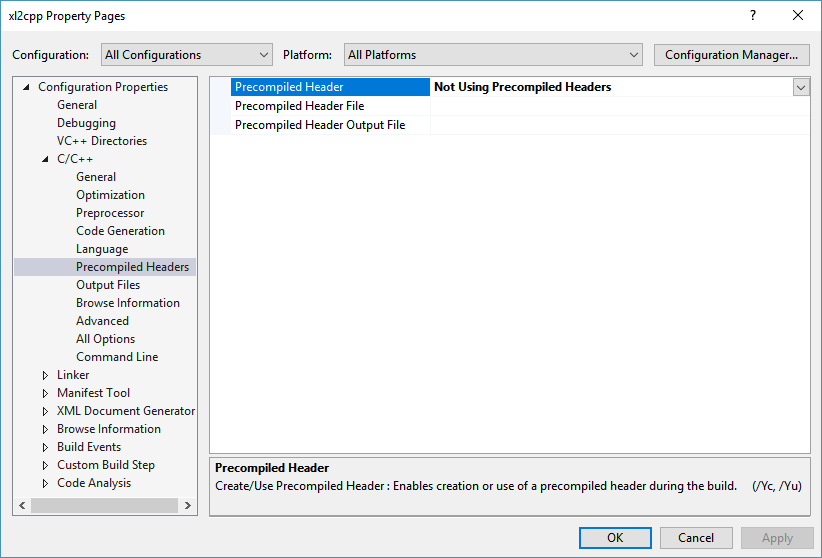 xl2cpp Property Pages
?
Configuration: All Configurations Platform: All Platforms Configuration Manager...
Configuration Properties
General
Debugging
VC++ Directories
C/C++
General
Optimization
Preprocessor
Code Generation
Language
Precompiled Headers
Output Files
Browse Information
Advanced
All Options
Command Line
Linker
Manifest Tool
XML Document Generator
Browse Information
Build Events
Custom Build Step
Code Analysis
Precompiled Header Not Using Precompiled Headers
Precompiled Header File
Precompiled Header Output File
Precompiled Header
Create/Use Precompiled Header : Enables creation or use of a precompiled header during the build. (/Yc, /Yu)
OK Cancel Apply